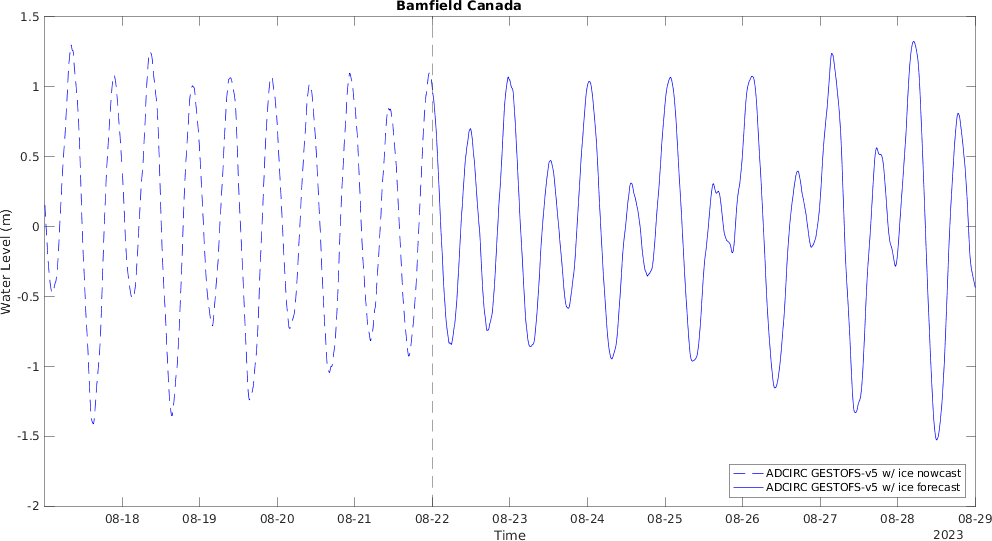 Bamfield Canada
1.5
1
0.5
0
-0.5
-1
-1.5
-2
Water Level (m)
08-18 08-19 08-20 08-21 08-22 08-23 08-24 08-25 08-26 08-27 08-28 08-29
Time
2023
ADCIRC GESTOFS-v5 w/ ice nowcast
ADCIRC GESTOFS-v5 w/ ice forecast